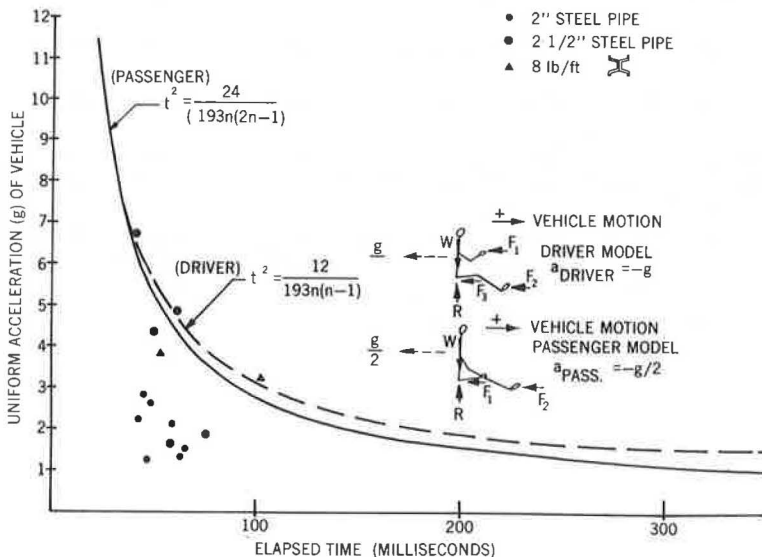 • 2" STEEL PIPE
● 2 1/2" STEEL PIPE
▲ 8 lb/ft
UNIFORM ACCELERATION (g) OF VEHICLE
12
11
10
9
8
7
6
5
4
3
2
1
(PASSENGER)
t² = 24 / (193n(2n−1)
(DRIVER) t² = 12 / 193n(n−1)
+ VEHICLE MOTION
g W F₁ DRIVER MODEL
a DRIVER = −g
F₂
F₃
R
+ VEHICLE MOTION
g/2 W PASSENGER MODEL
a PASS. = −g/2
F₁
F₂
R
100 200 300
ELAPSED TIME (MILLISECONDS)